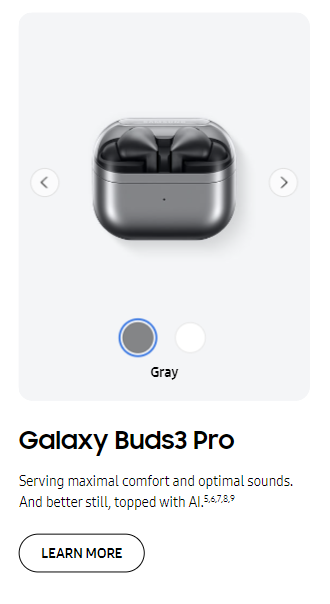 Gray
Galaxy Buds3 Pro
Serving maximal comfort and optimal sounds.
And better still, topped with AI.5,6,7,8,9
LEARN MORE